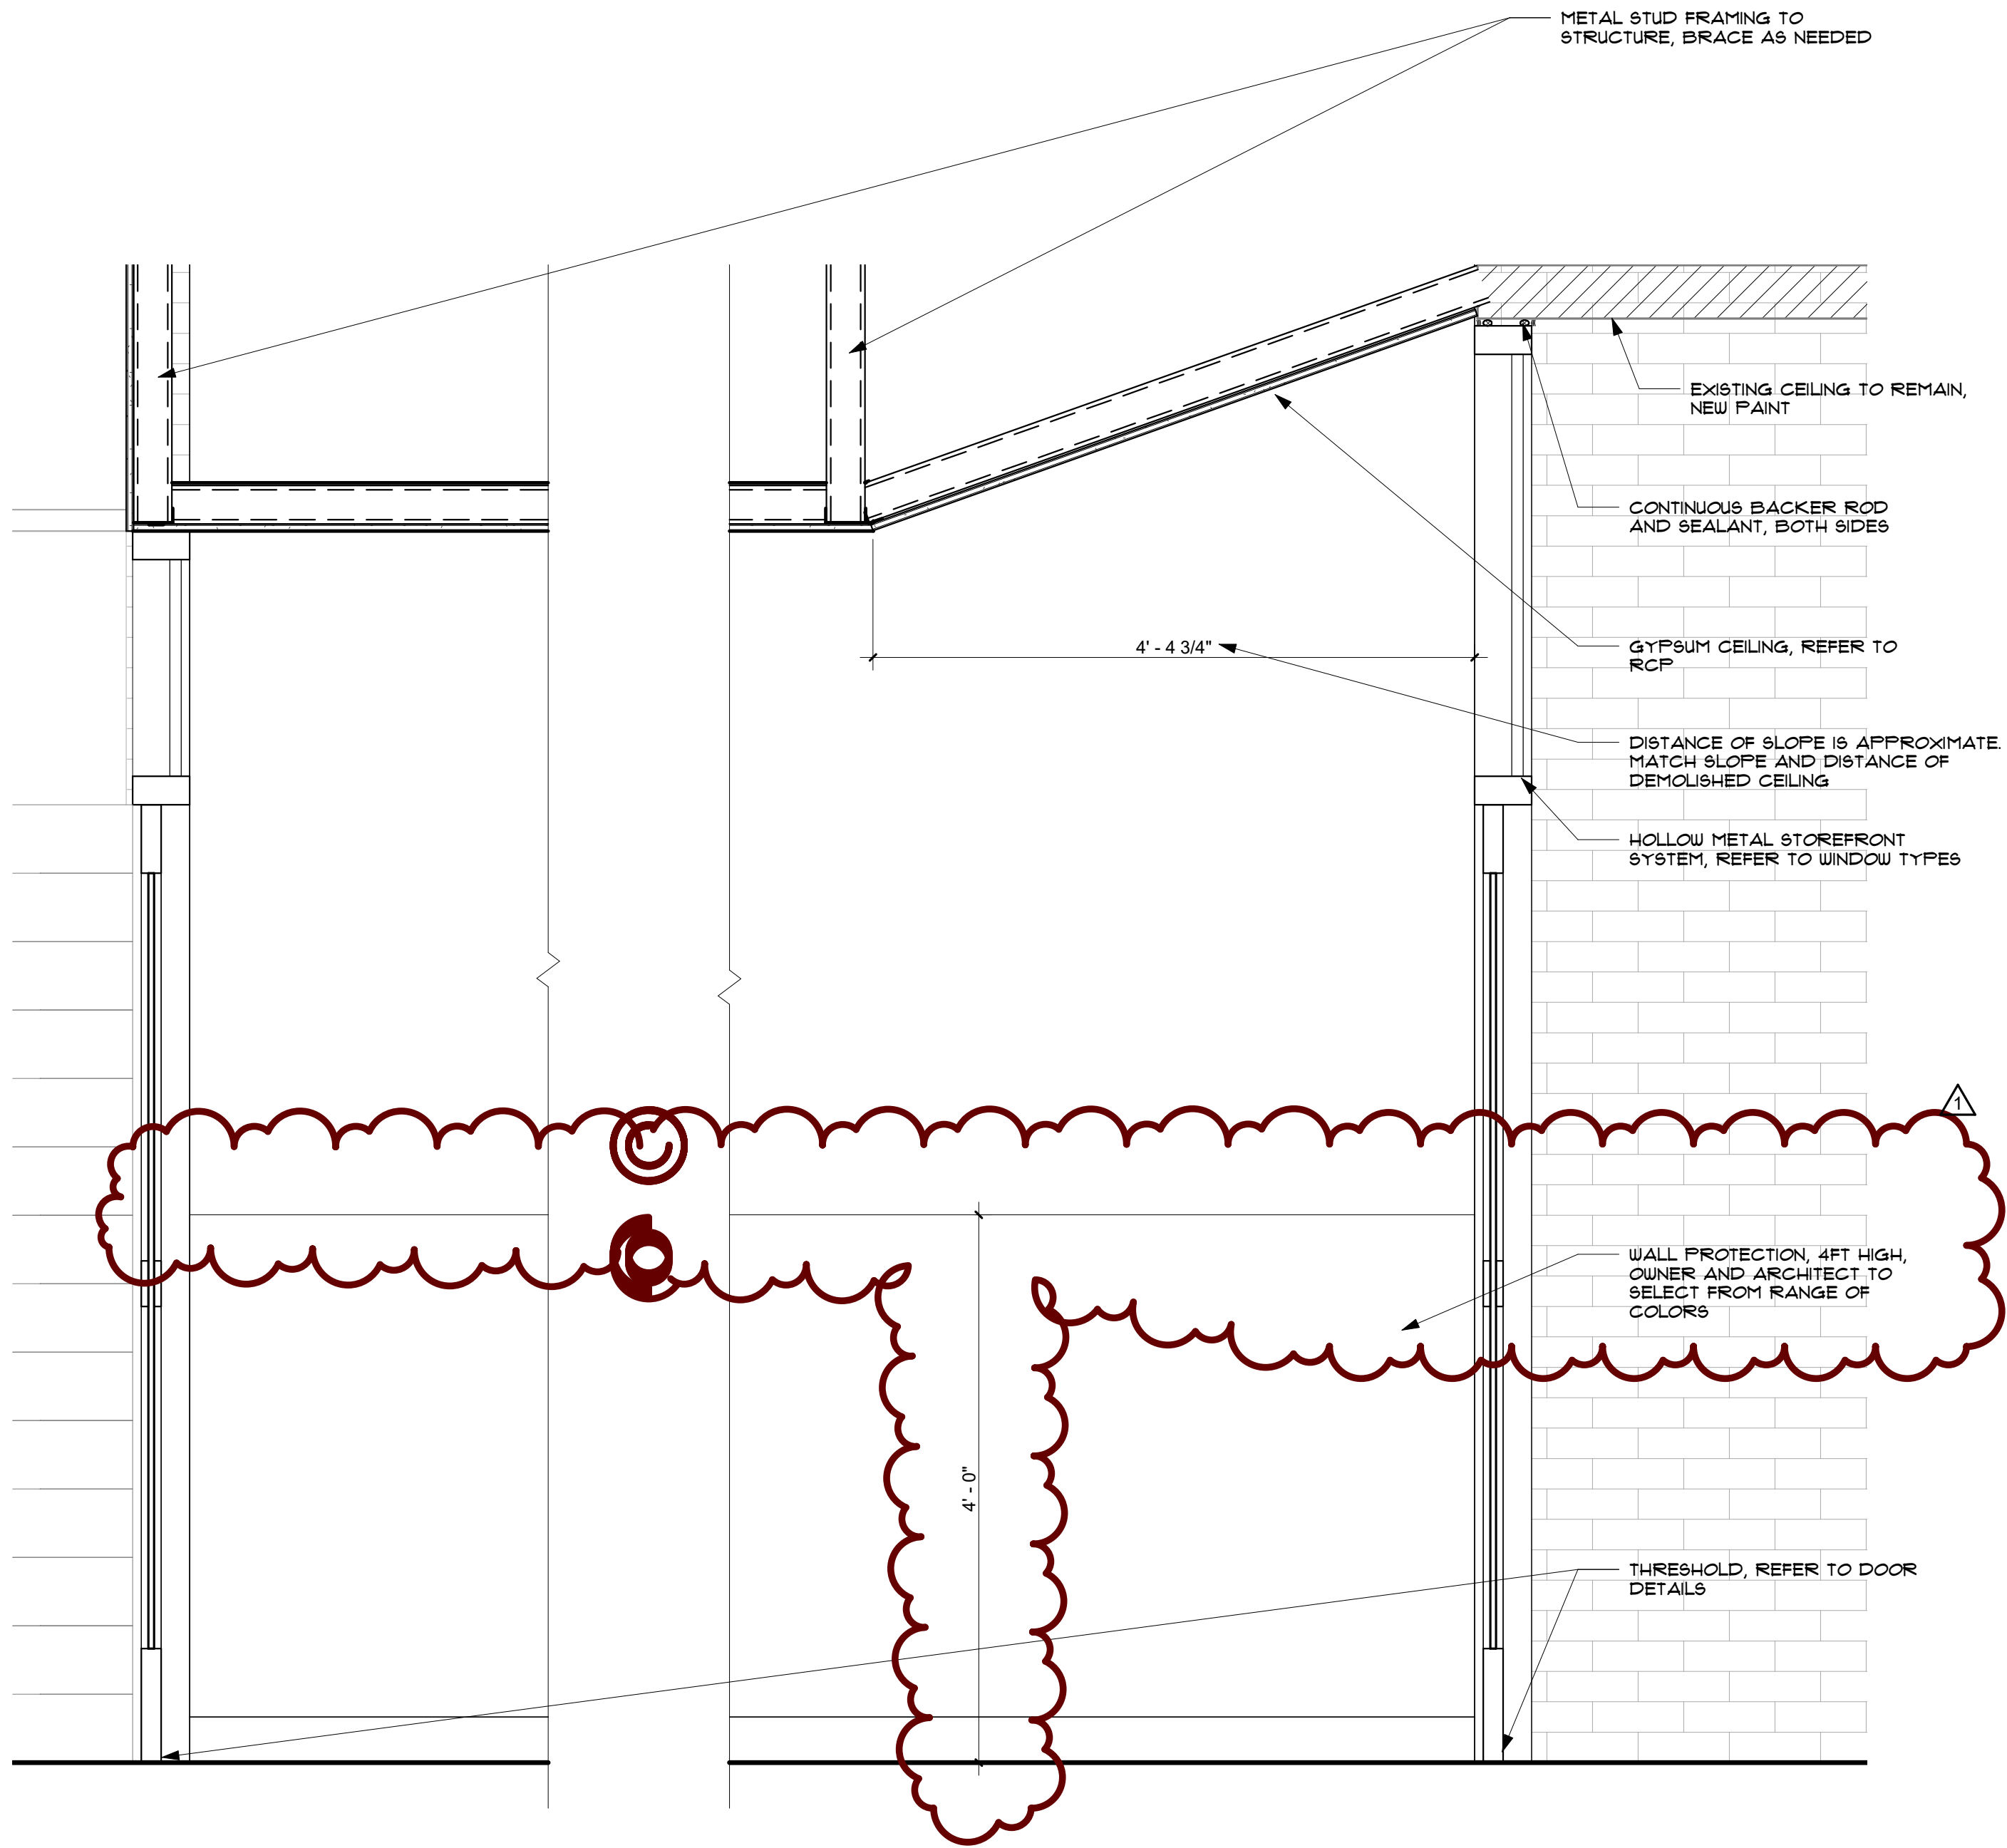 METAL STUD FRAMING TO
STRUCTURE, BRACE AS NEEDED
EXISTING CEILING TO REMAIN,
NEW PAINT
CONTINUOUS BACKER ROD
AND SEALANT, BOTH SIDES
4' - 4 3/4"
GYPSUM CEILING, REFER TO
RCP
DISTANCE OF SLOPE IS APPROXIMATE.
MATCH SLOPE AND DISTANCE OF
DEMOLISHED CEILING
HOLLOW METAL STOREFRONT
SYSTEM, REFER TO WINDOW TYPES
1
WALL PROTECTION, 4FT HIGH,
OWNER AND ARCHITECT TO
SELECT FROM RANGE OF
COLORS
4' - 0"
THRESHOLD, REFER TO DOOR
DETAILS